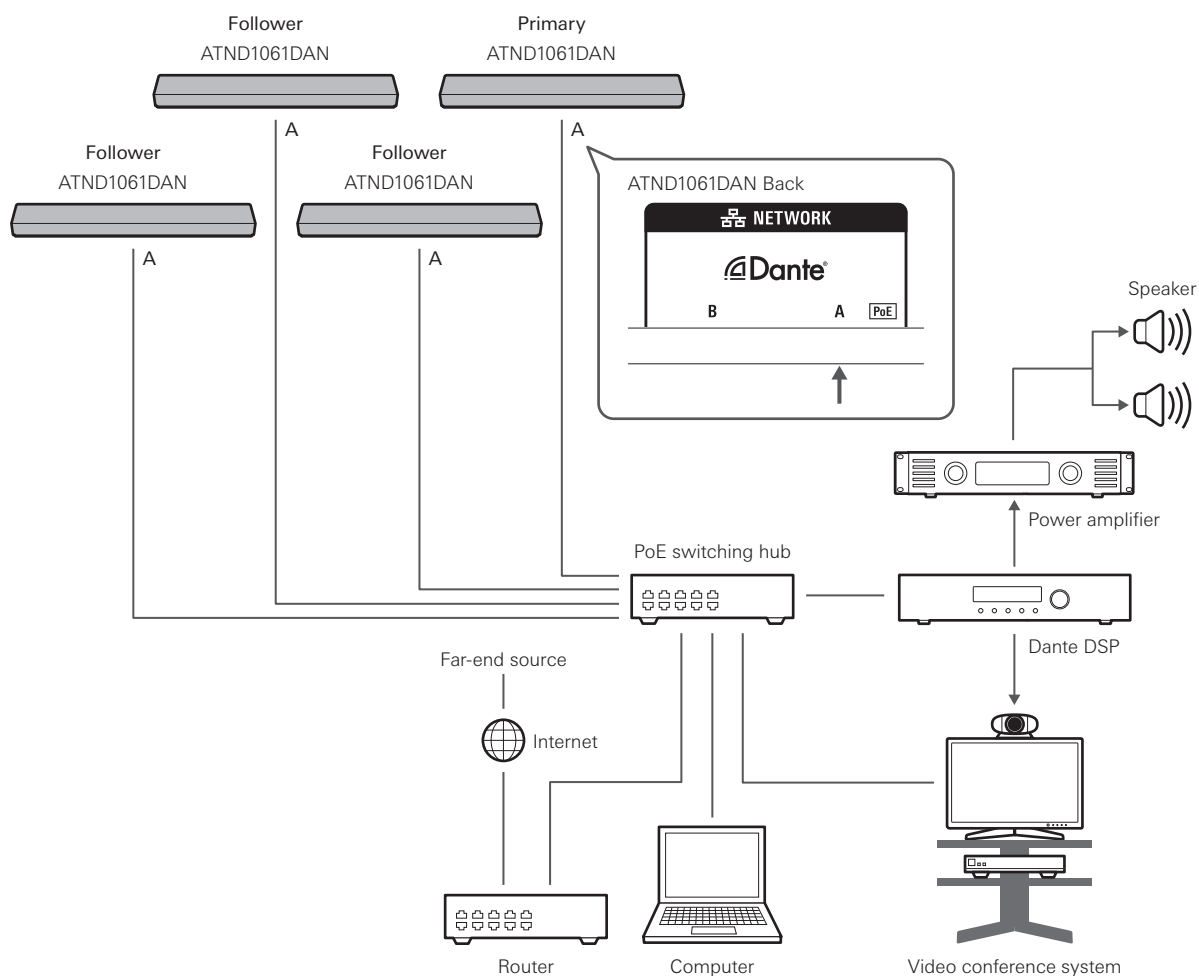 Follower
ATND1061DAN
Primary
ATND1061DAN
A
A
Follower
ATND1061DAN
Follower
ATND1061DAN
A
A
ATND1061DAN Back
NETWORK
Dante®
B
A
PoE
Speaker
Power amplifier
PoE switching hub
Dante DSP
Far-end source
Internet
Router
Computer
Video conference system